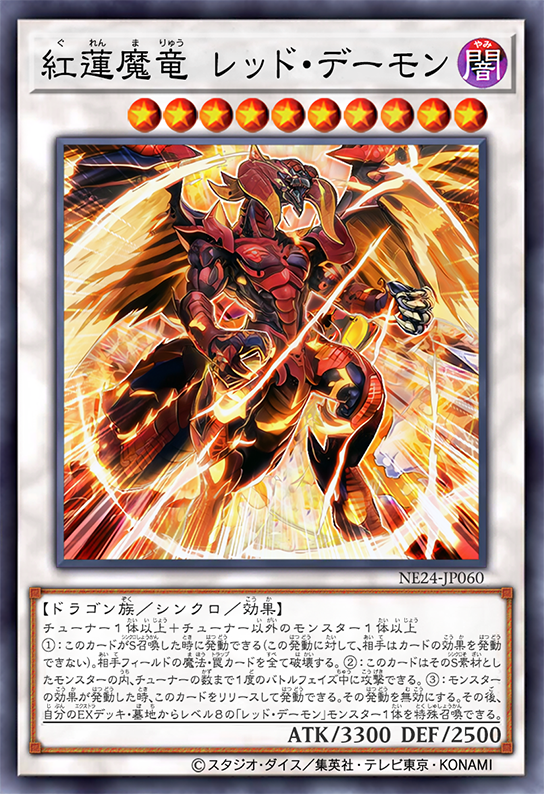 紅蓮魔竜 レッド・デーモン
闇
NE24-JP060
【ドラゴン族／シンクロ／効果】
チューナー1体以上＋チューナー以外のモンスター1体以上
①：このカードがS召喚した時に発動できる(この発動に対して、相手はカードの効果を発動
できない)。相手フィールドの魔法・罠カードを全て破壊する。②：このカードはそのS素材とし
たモンスターの内、チューナーの数まで1度のバトルフェイズ中に攻撃できる。③：モンスター
の効果が発動した時、このカードをリリースして発動できる。その発動を無効にする。その後、
自分のEXデッキ・墓地からレベル8の「レッド・デーモン」モンスター1体を特殊召喚できる。
ATK/3300 DEF/2500
©スタジオ・ダイス／集英社・テレビ東京・KONAMI